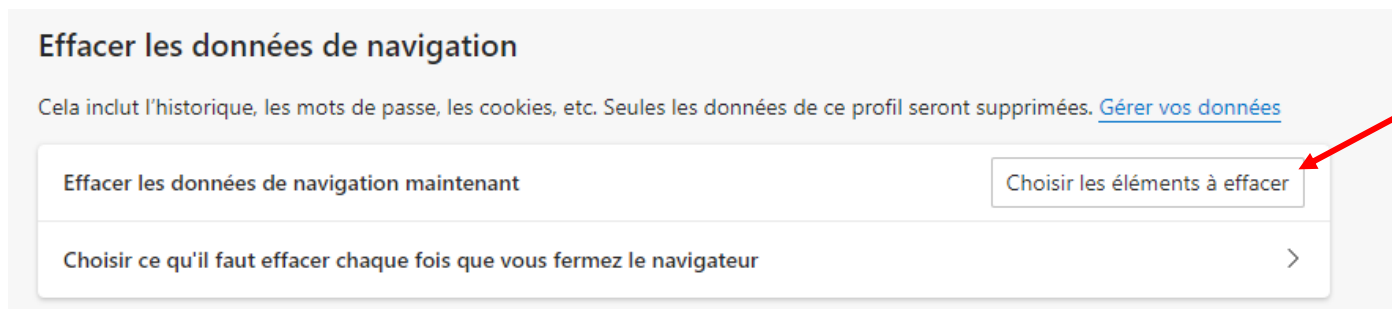 Effacer les données de navigation
Cela inclut l’historique, les mots de passe, les cookies, etc. Seules les données de ce profil seront supprimées. Gérer vos données
Effacer les données de navigation maintenant
Choisir les éléments à effacer
Choisir ce qu'il faut effacer chaque fois que vous fermez le navigateur